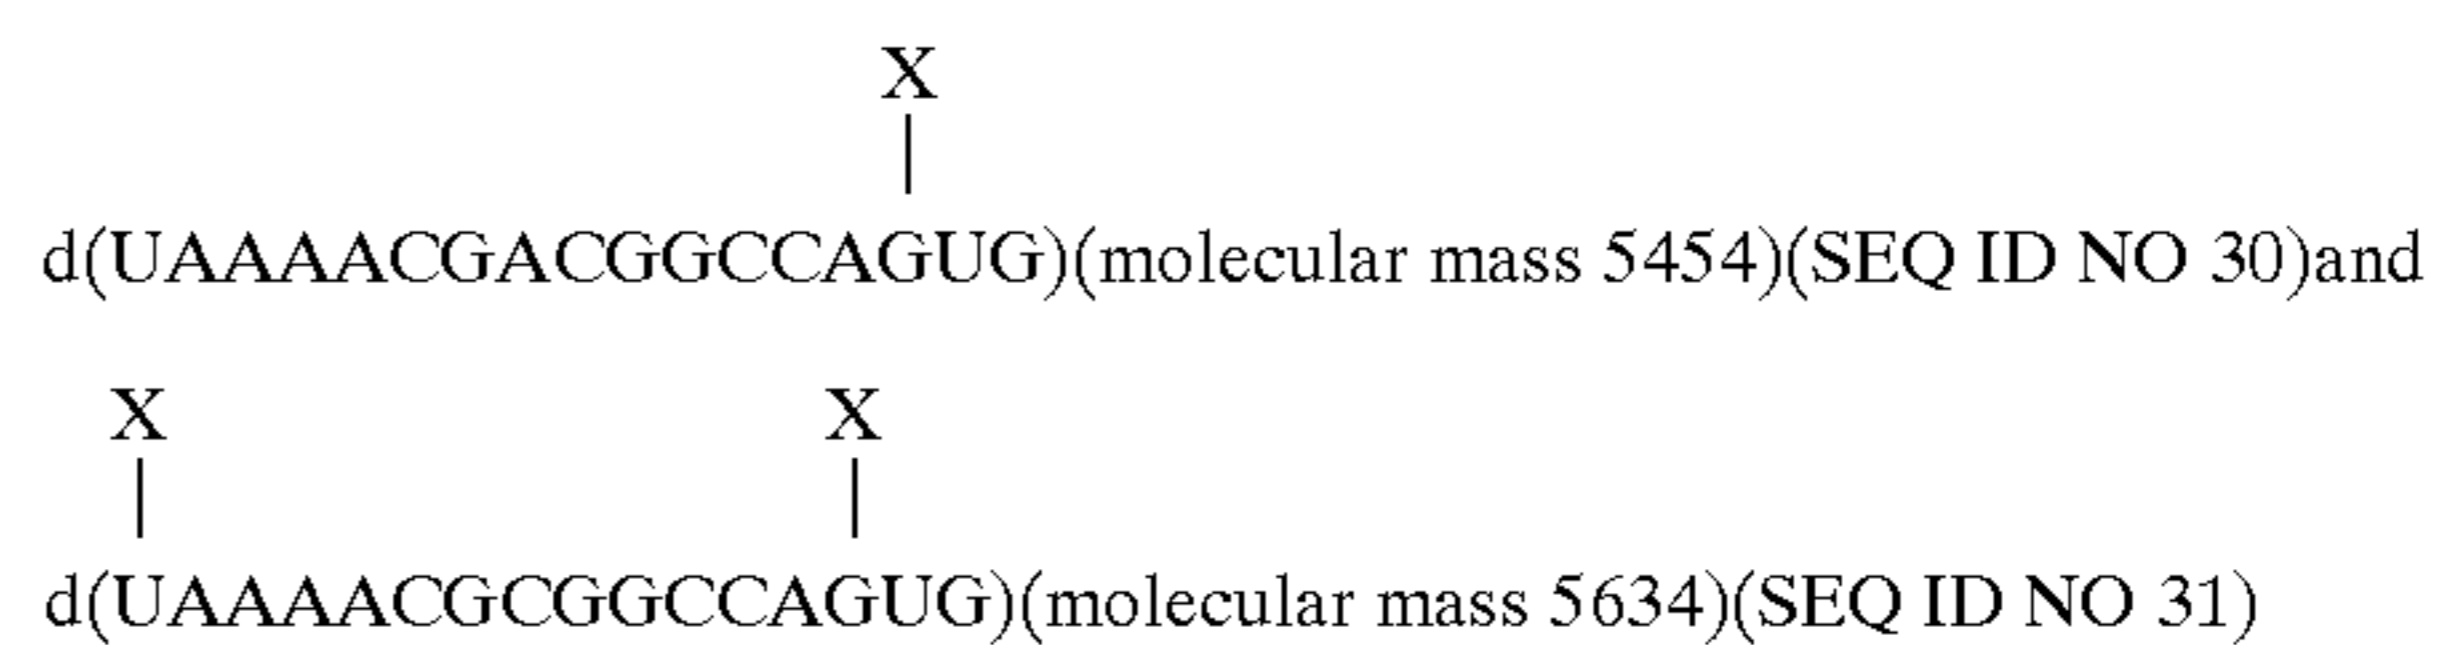 X
|
d(UAAAACGACGGCCAGUG)(molecular mass 5454)(SEQ ID NO 30)and
X X
| |
d(UAAAACGCGGCCAGUG)(molecular mass 5634)(SEQ ID NO 31)